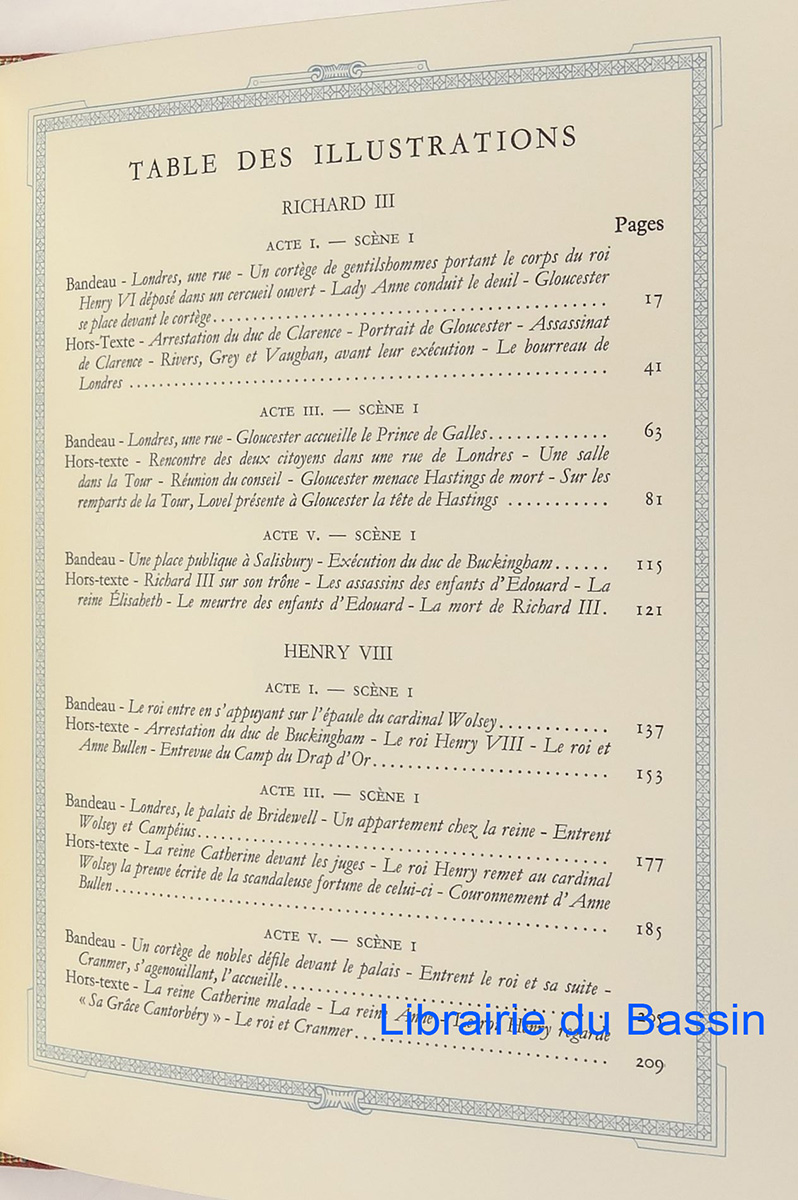 TABLE DES ILLUSTRATIONS
RICHARD III
Pages
ACTE I. — SCÈNE I
Bandeau - Londres, une rue - Un cortège de gentilshommes portant le corps du roi
Henry VI déposé dans un cercueil ouvert - Lady Anne conduit le deuil - Gloucester
se place devant le cortège........ 17
Hors-Texte - Arrestation du duc de Clarence - Portrait de Gloucester - Assassinat
de Clarence - Rivers, Grey et Vaughan, avant leur exécution - Le bourreau de
Londres ........ 41
ACTE III. — SCÈNE I
Bandeau - Londres, une rue - Gloucester accueille le Prince de Galles........ 63
Hors-texte - Rencontre des deux citoyens dans une rue de Londres - Une salle
dans la Tour - Réunion du conseil - Gloucester menace Hastings de mort - Sur les
remparts de la Tour, Lovel présente à Gloucester la tête de Hastings ........ 81
ACTE V. — SCÈNE I
Bandeau - Une place publique à Salisbury - Exécution du duc de Buckingham...... 115
Hors-texte - Richard III sur son trône - Les assassins des enfants d'Edouard - La
reine Élisabeth - Le meurtre des enfants d'Edouard - La mort de Richard III. 121
HENRY VIII
ACTE I. — SCÈNE I
Bandeau - Le roi entre en s'appuyant sur l'épaule du cardinal Wolsey........ 137
Hors-texte - Arrestation du duc de Buckingham - Le roi Henry VIII - Le roi et
Anne Bullen - Entrevue du Camp du Drap d'Or........ 153
ACTE III. — SCÈNE I
Bandeau - Londres, le palais de Bridewell - Un appartement chez la reine - Entrent
Wolsey et Campéius........ 177
Hors-texte - La reine Catherine devant les juges - Le roi Henry remet au cardinal
Wolsey la preuve écrite de la scandaleuse fortune de celui-ci - Couronnement d'Anne
Bullen........ 185
ACTE V. — SCÈNE I
Bandeau - Un cortège de nobles défile devant le palais - Entrent le roi et sa suite -
Cranmer, s'agenouillant, l'accueille........
Hors-texte - La reine Catherine malade - La reine Anne - Le roi Henry regarde
« Sa Grâce Cantorbéry » - Le roi et Cranmer........ 209
Librairie du Bassin